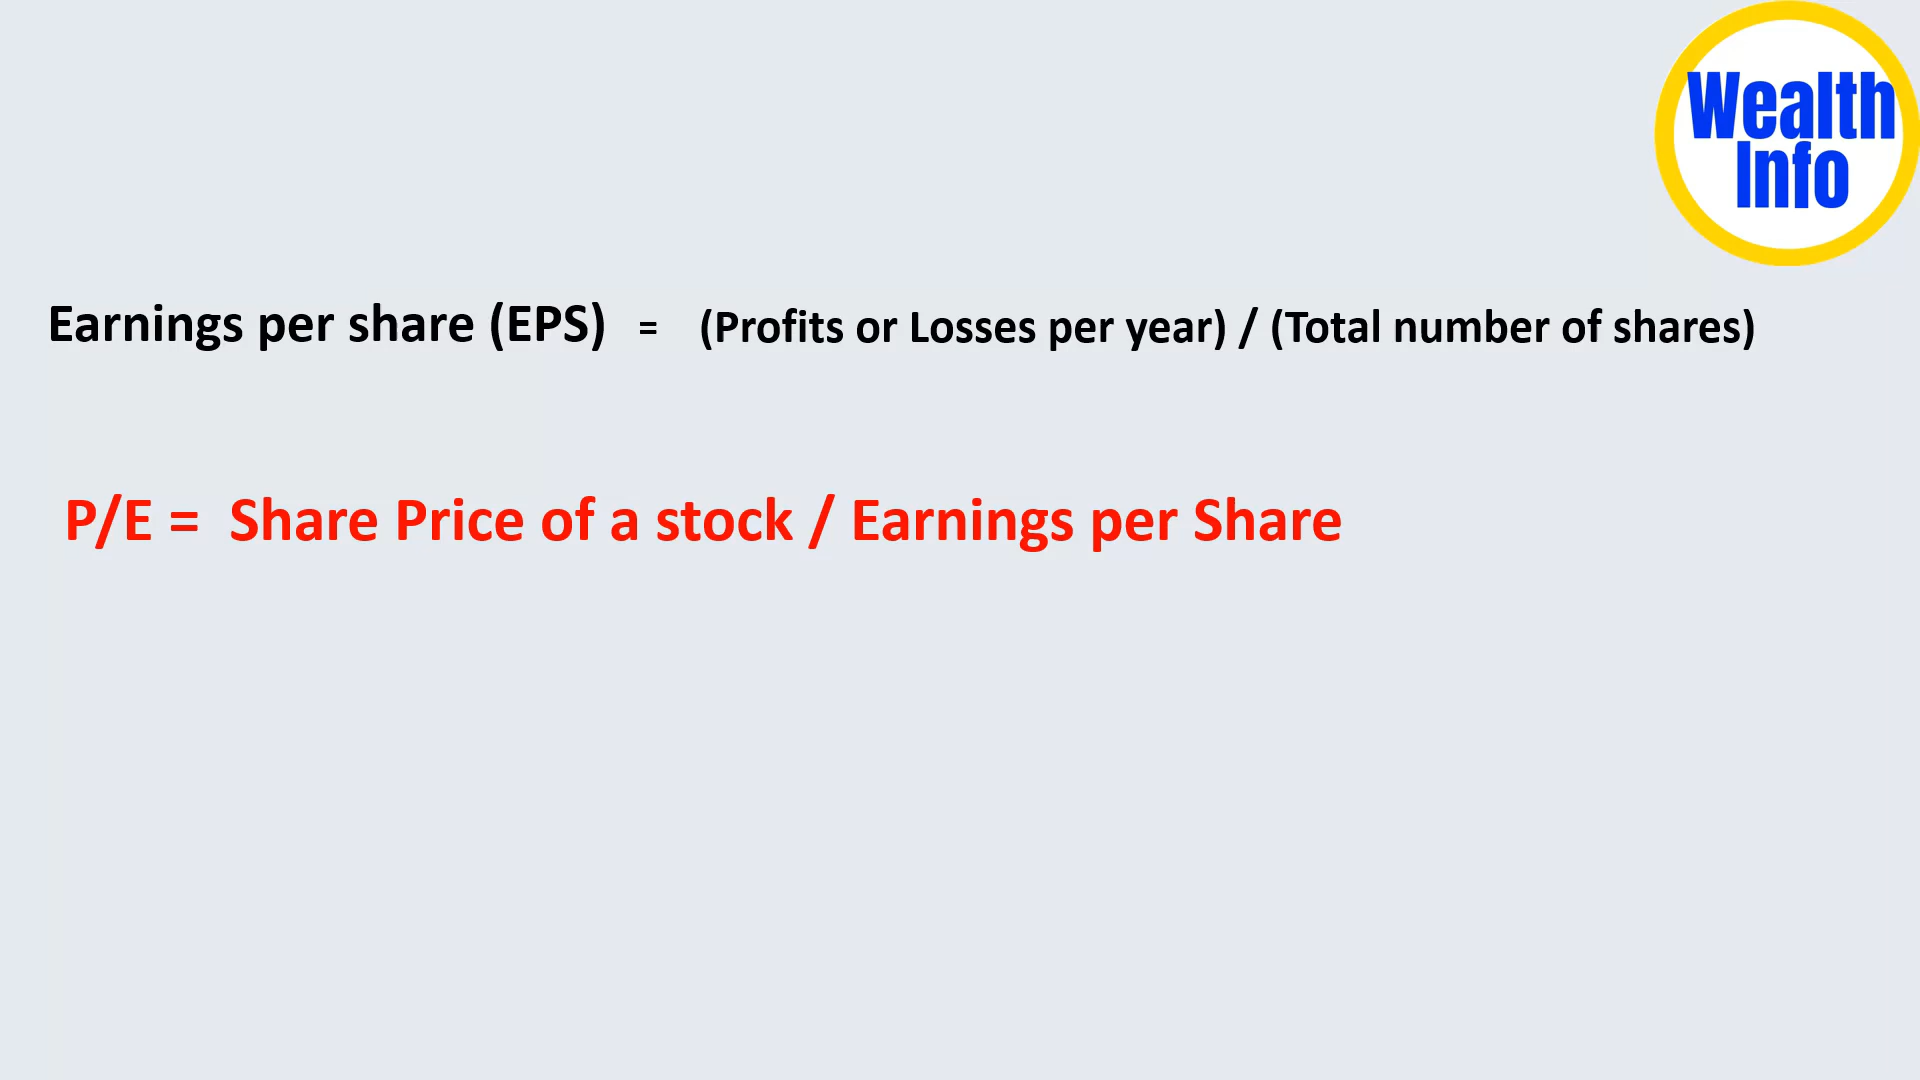 Wealth
Info
Earnings per share (EPS) = (Profits or Losses per year) / (Total number of shares)
P/E = Share Price of a stock / Earnings per Share